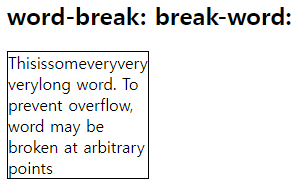 word-break: break-word:
Thisissomeveryvery
verylong word. To
prevent overflow,
word may be
broken at arbitrary
points